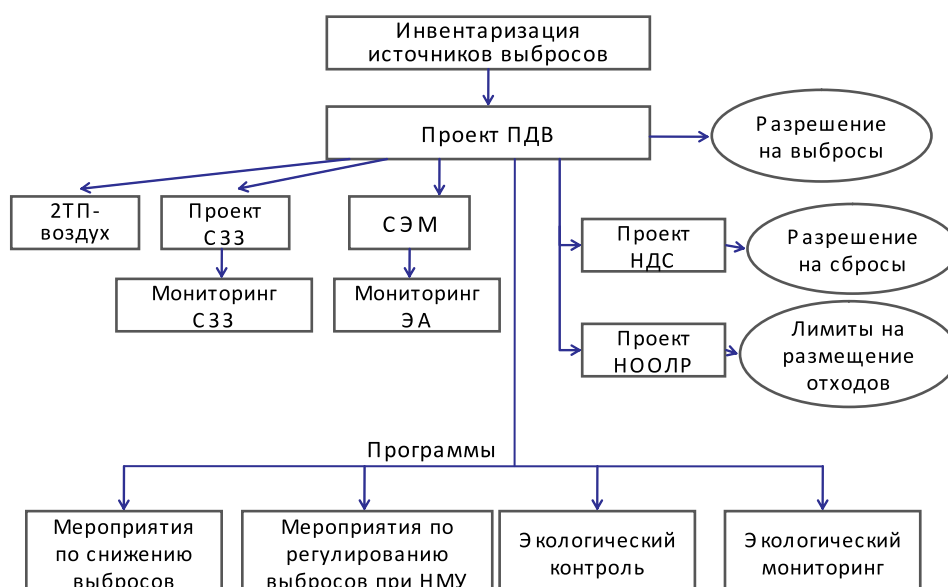 Инвентаризация
источников выбросов
Проект ПДВ
Разрешение
на выбросы
2ТП-
воздух
Проект
СЗЗ
СЭМ
Проект
НДС
Разрешение
на сбросы
Мониторинг
СЗЗ
Мониторинг
ЭА
Проект
НООЛР
Лимиты на
размещение
отходов
Программы
Мероприятия
по снижению
выбросов
Мероприятия по
регулированию
выбросов при НМУ
Экологический
контроль
Экологический
мониторинг